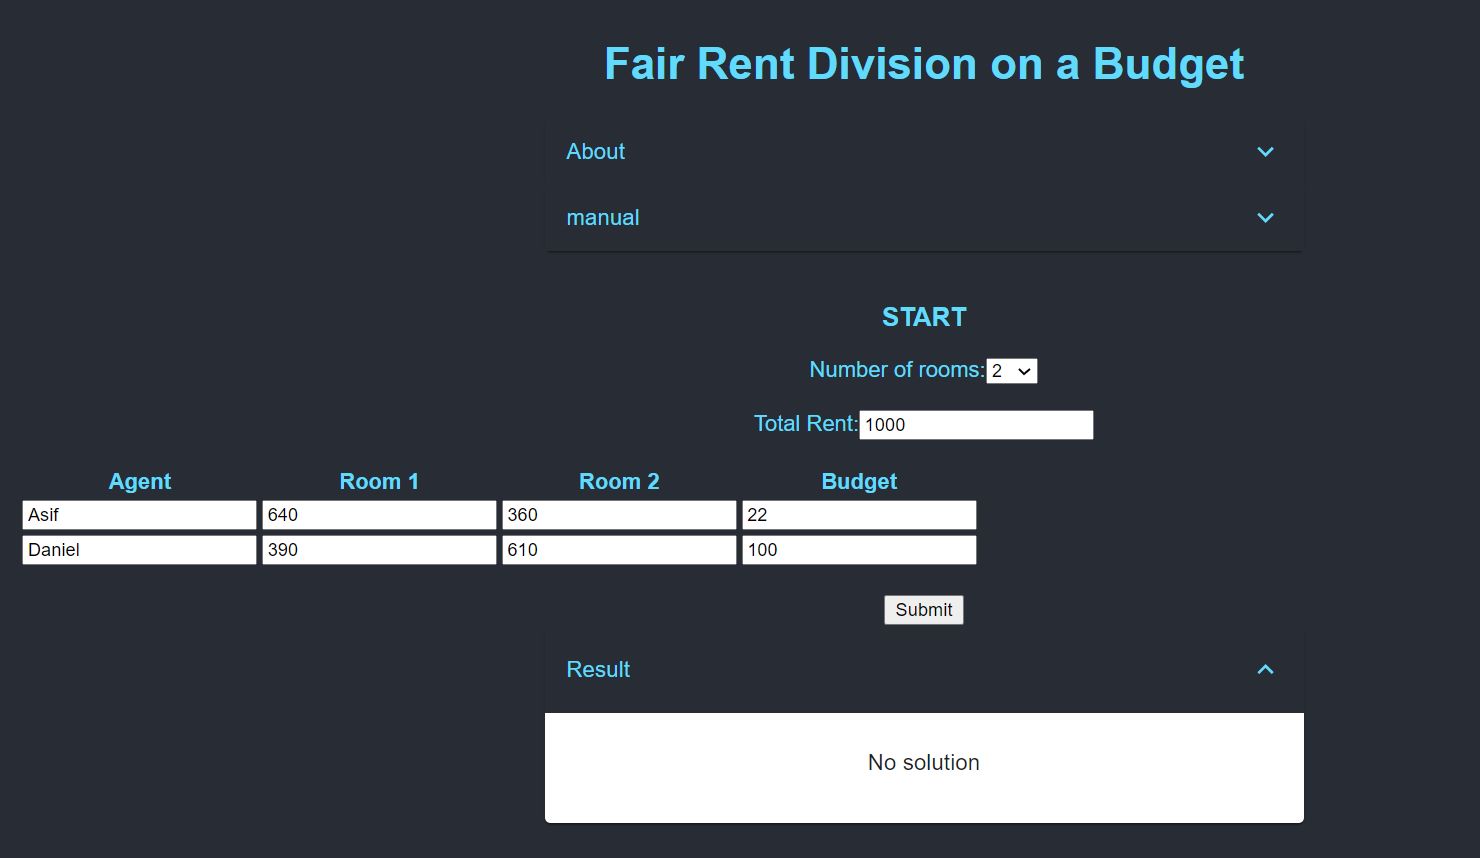 Fair Rent Division on a Budget
About
manual
START
Number of rooms: 2
Total Rent: 1000
Agent Room 1 Room 2 Budget
Asif 640 360 22
Daniel 390 610 100
Submit
Result
No solution